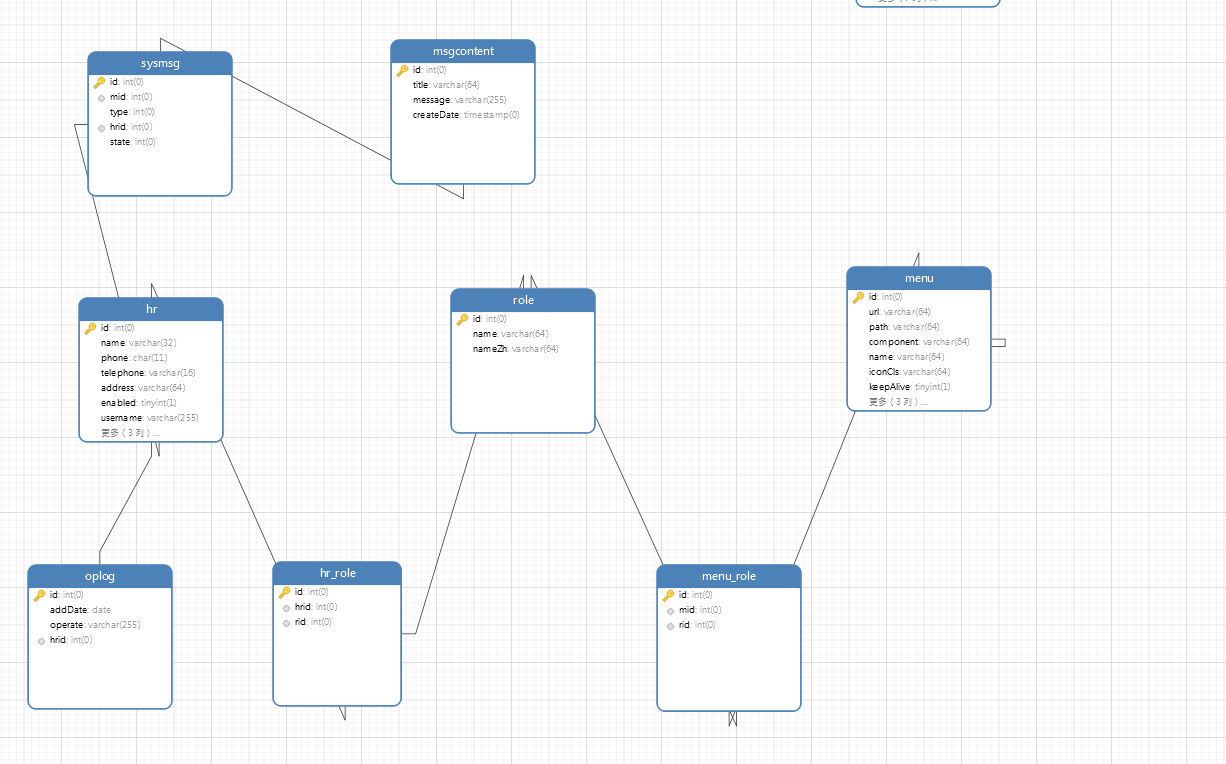 sysmsg
id: int(0)
mid: int(0)
type: int(0)
hrid: int(0)
state: int(0)
msgcontent
id: int(0)
title: varchar(64)
message: varchar(255)
createDate: timestamp(0)
hr
id: int(0)
name: varchar(32)
phone: char(11)
telephone: varchar(16)
address: varchar(64)
enabled: tinyint(1)
username: varchar(255)
更多（3 列）...
role
id: int(0)
name: varchar(64)
nameZh: varchar(64)
menu
id: int(0)
url: varchar(64)
path: varchar(64)
component: varchar(64)
name: varchar(64)
iconCls: varchar(64)
keepAlive: tinyint(1)
更多（3 列）...
oplog
id: int(0)
addDate: date
operate: varchar(255)
hrid: int(0)
hr_role
id: int(0)
hrid: int(0)
rid: int(0)
menu_role
id: int(0)
mid: int(0)
rid: int(0)